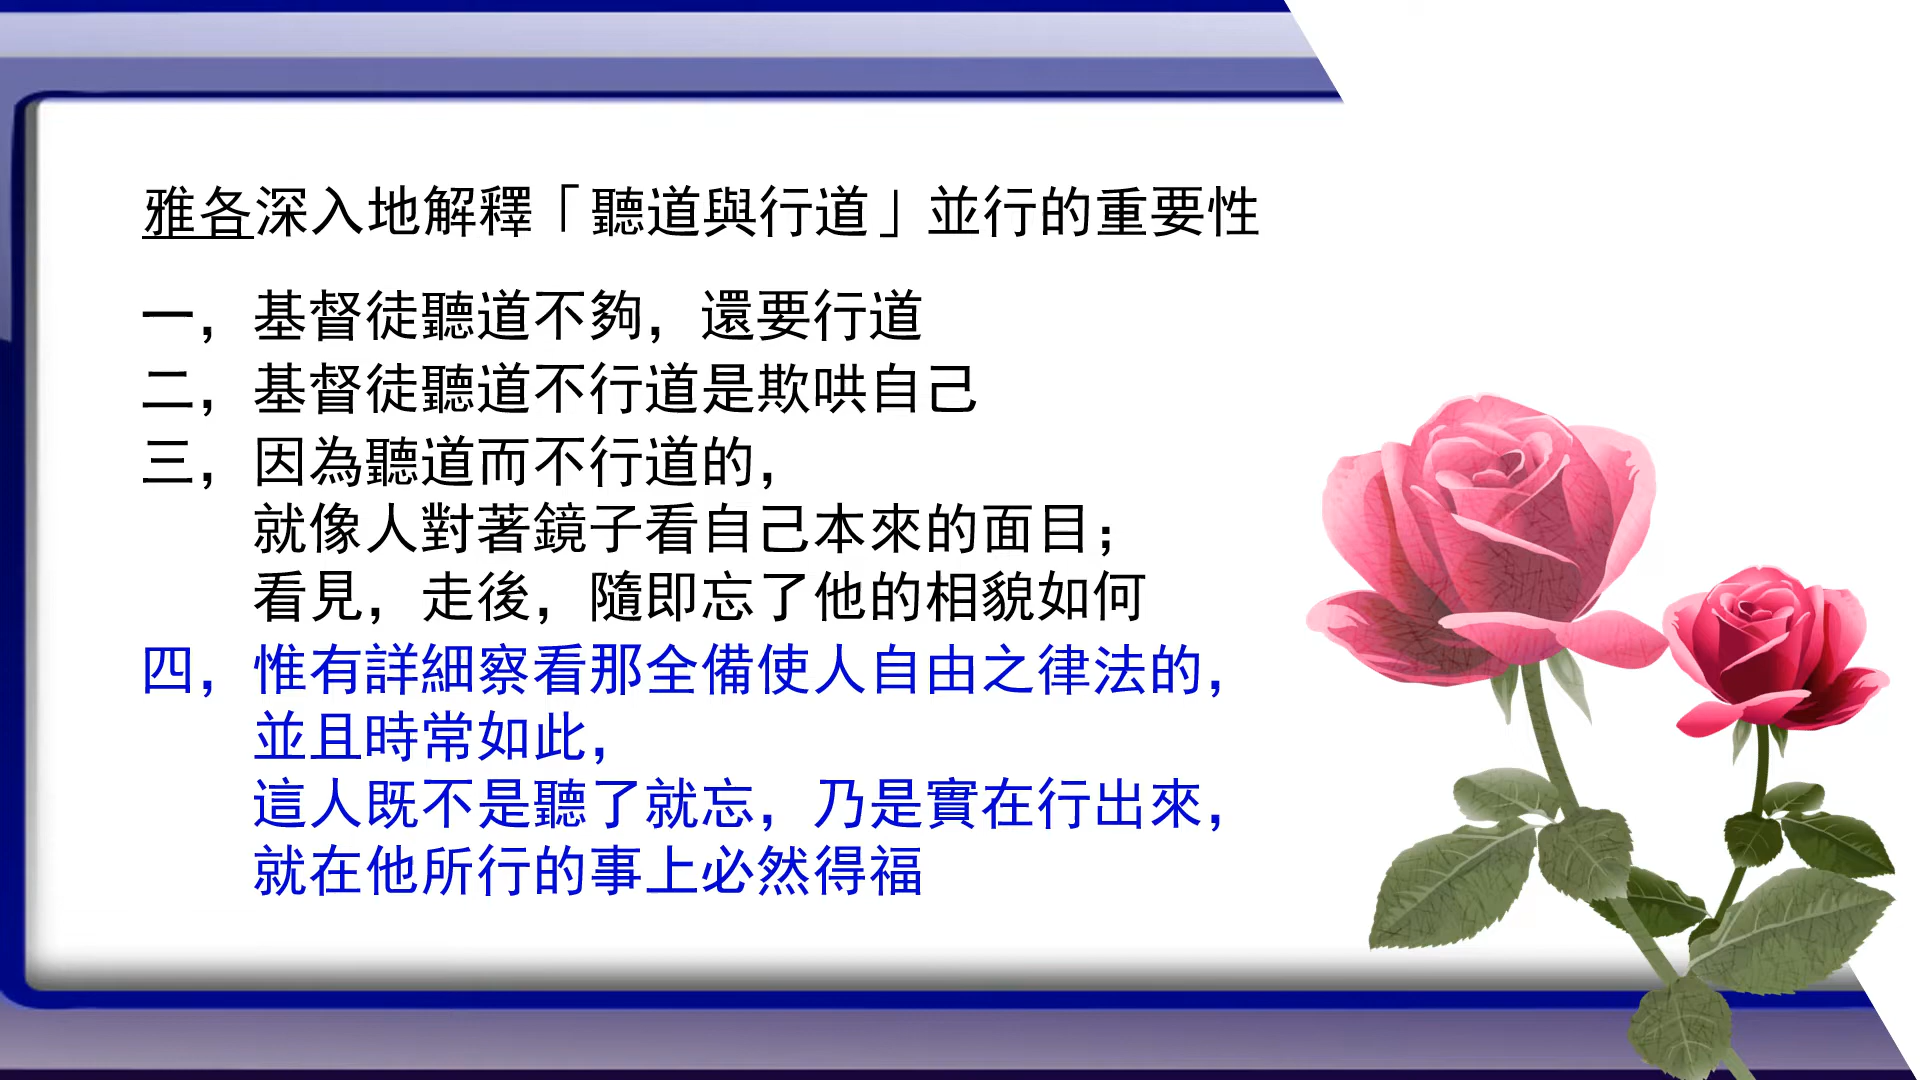 雅各深入地解釋「聽道與行道」並行的重要性
一，基督徒聽道不夠，還要行道
二，基督徒聽道不行道是欺哄自己
三，因為聽道而不行道的，
就像人對著鏡子看自己本來的面目；
看見，走後，隨即忘了他的相貌如何
四，惟有詳細察看那全備使人自由之律法的，
並且時常如此，
這人既不是聽了就忘，乃是實在行出來，
就在他所行的事上必然得福